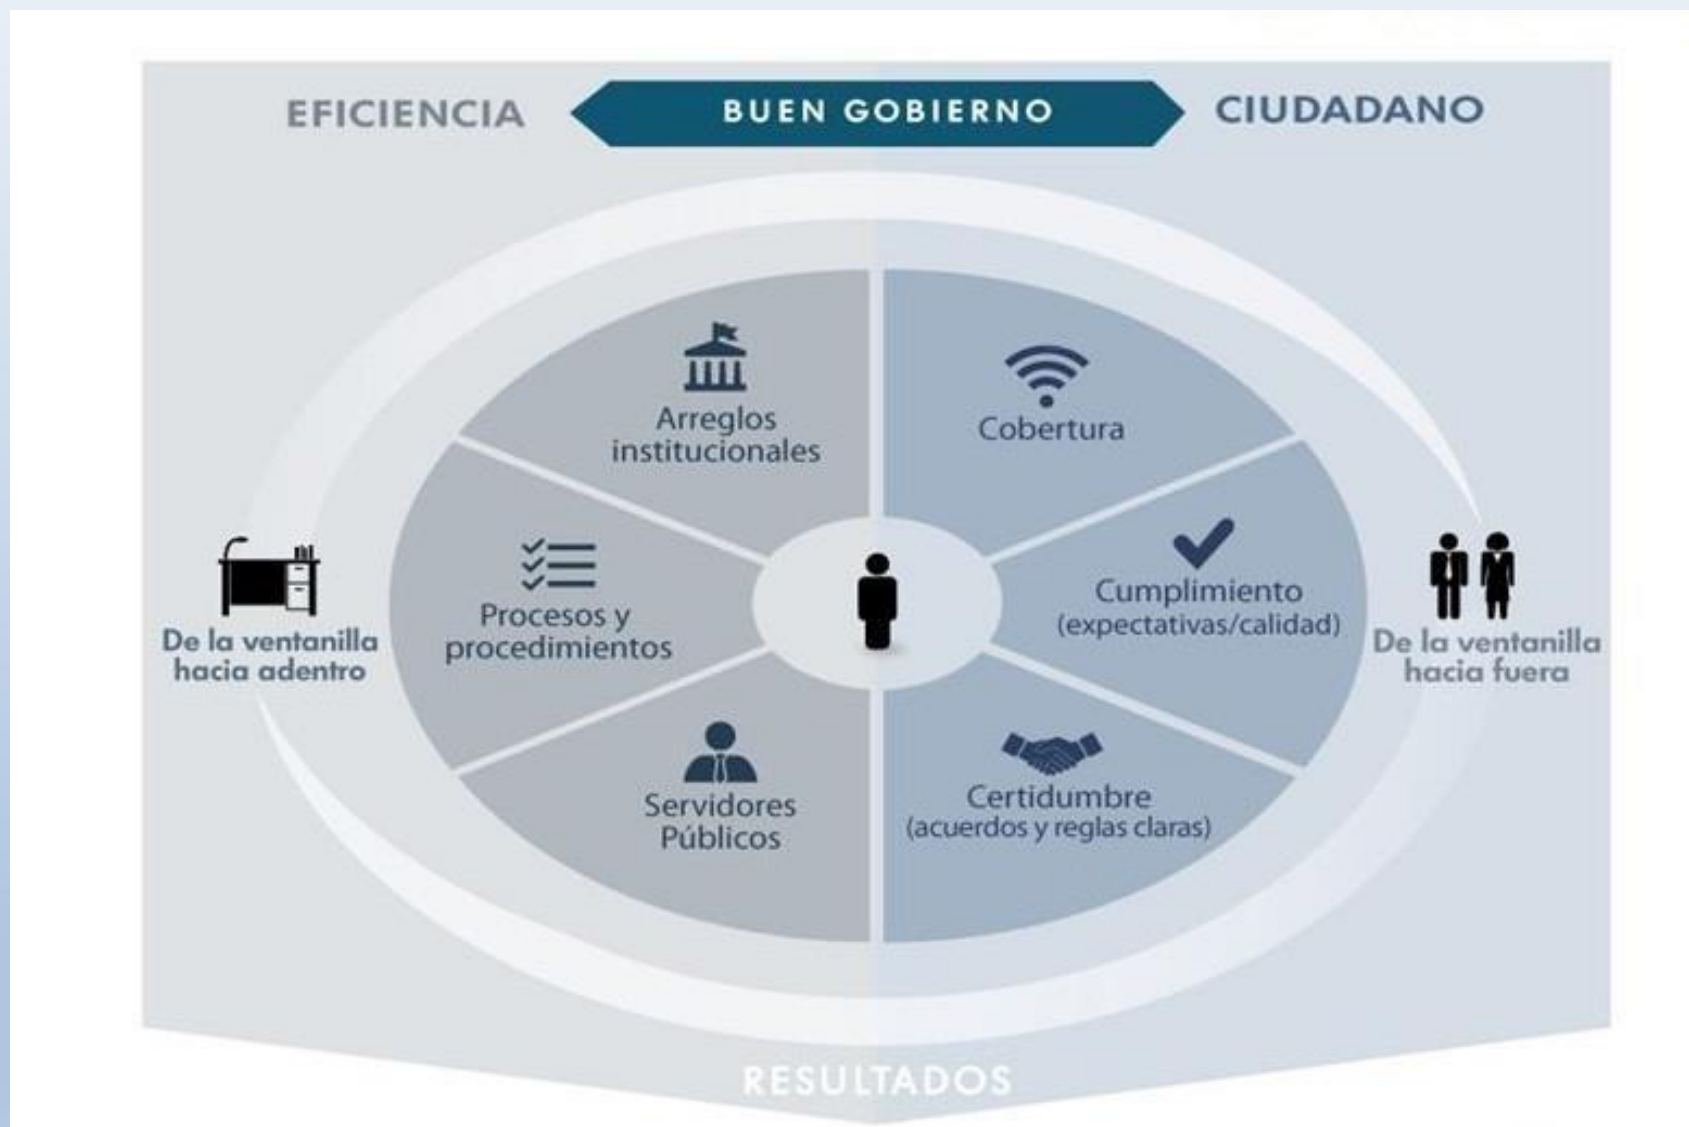 EFICIENCIA
BUEN GOBIERNO
CIUDADANO
Arreglos
institucionales
Cobertura
Procesos y
procedimientos
Cumplimiento
(expectativas/calidad)
De la ventanilla
hacia adentro
De la ventanilla
hacia fuera
Servidores
Públicos
Certidumbre
(acuerdos y reglas claras)
RESULTADOS